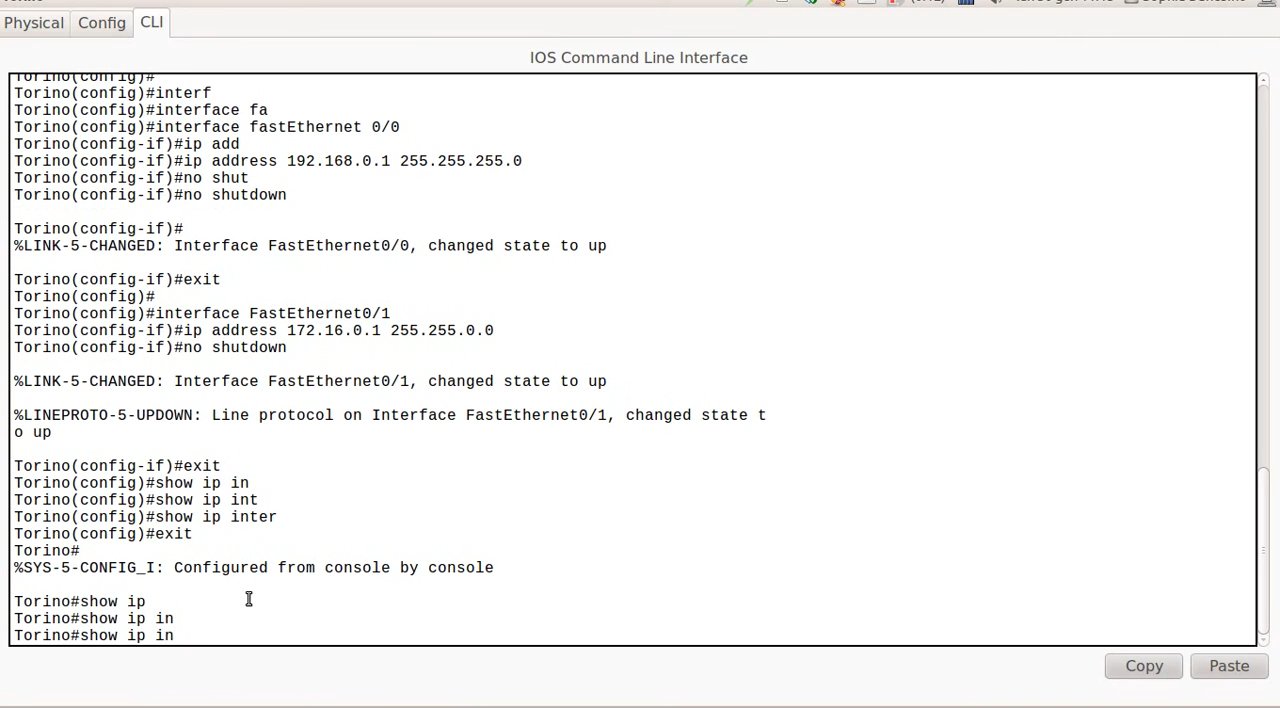 Physical Config CLI
IOS Command Line Interface
Torino(config)#
Torino(config)#interf
Torino(config)#interface fa
Torino(config)#interface fastEthernet 0/0
Torino(config-if)#ip add
Torino(config-if)#ip address 192.168.0.1 255.255.255.0
Torino(config-if)#no shut
Torino(config-if)#no shutdown
Torino(config-if)#
%LINK-5-CHANGED: Interface FastEthernet0/0, changed state to up
Torino(config-if)#exit
Torino(config)#
Torino(config)#interface FastEthernet0/1
Torino(config-if)#ip address 172.16.0.1 255.255.0.0
Torino(config-if)#no shutdown
%LINK-5-CHANGED: Interface FastEthernet0/1, changed state to up
%LINEPROTO-5-UPDOWN: Line protocol on Interface FastEthernet0/1, changed state t
o up
Torino(config-if)#exit
Torino(config)#show ip in
Torino(config)#show ip int
Torino(config)#show ip inter
Torino(config)#exit
Torino#
%SYS-5-CONFIG_I: Configured from console by console
Torino#show ip
Torino#show ip in
Torino#show ip in
Copy Paste